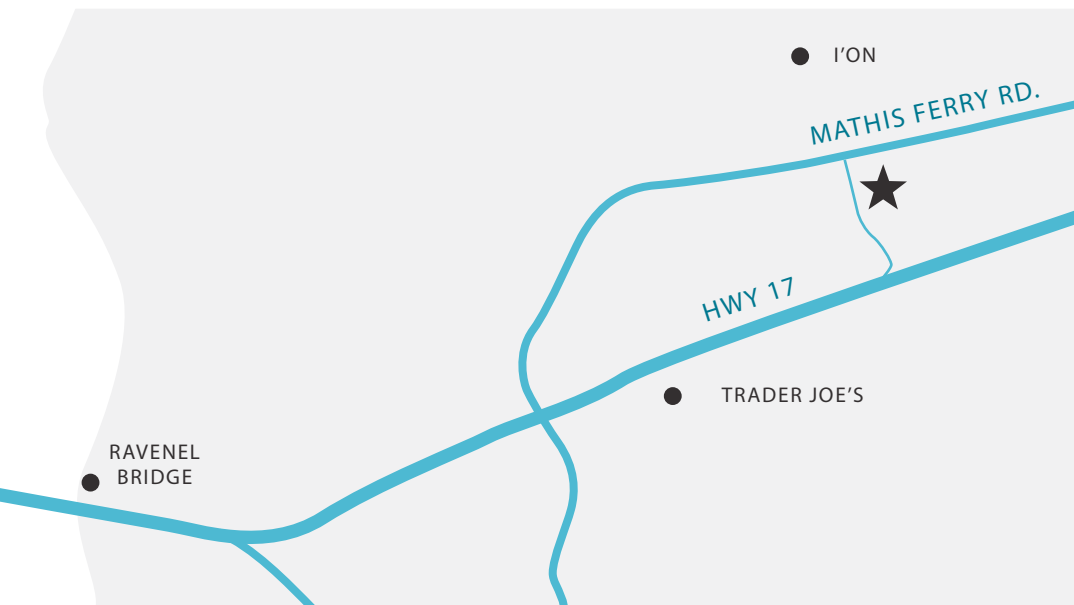 I'ON
MATHIS FERRY RD.
HWY 17
TRADER JOE'S
RAVENEL
BRIDGE